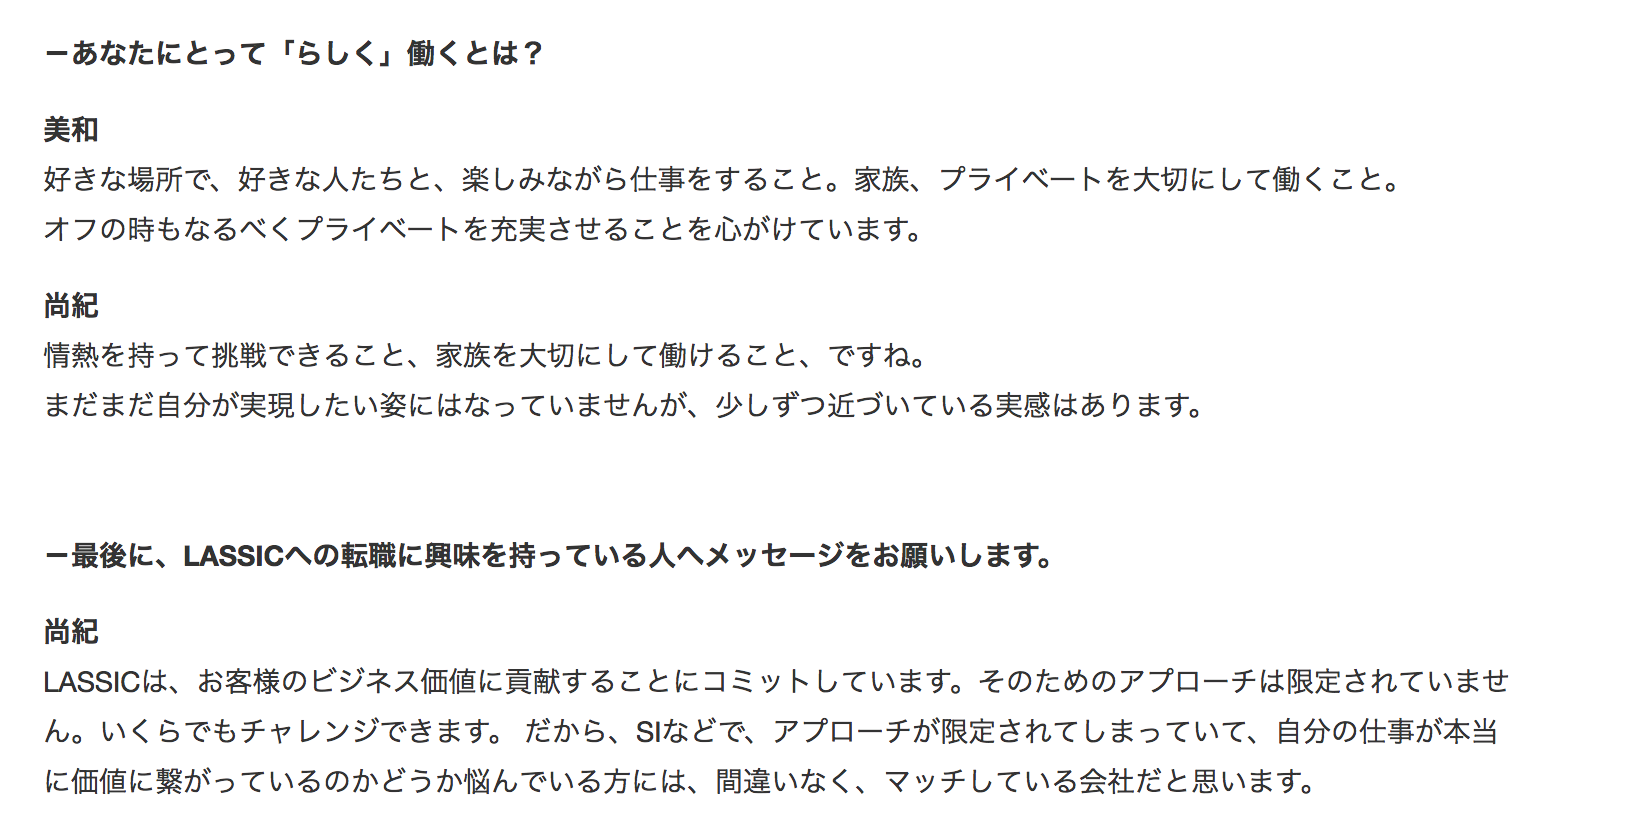 ーあなたにとって「らしく」働くとは？
美和
好きな場所で、好きな人たちと、楽しみながら仕事をすること。家族、プライベートを大切にして働くこと。
オフの時もなるべくプライベートを充実させることを心がけています。
尚紀
情熱を持って挑戦できること、家族を大切にして働けること、ですね。
まだまだ自分が実現したい姿にはなっていませんが、少しずつ近づいている実感はあります。
ー最後に、LASSICへの転職に興味を持っている人へメッセージをお願いします。
尚紀
LASSICは、お客様のビジネス価値に貢献することにコミットしています。そのためのアプローチは限定されていませ
ん。いくらでもチャレンジできます。 だから、SIなどで、アプローチが限定されてしまっていて、自分の仕事が本当
に価値に繋がっているのかどうか悩んでいる方には、間違いなく、マッチしている会社だと思います。